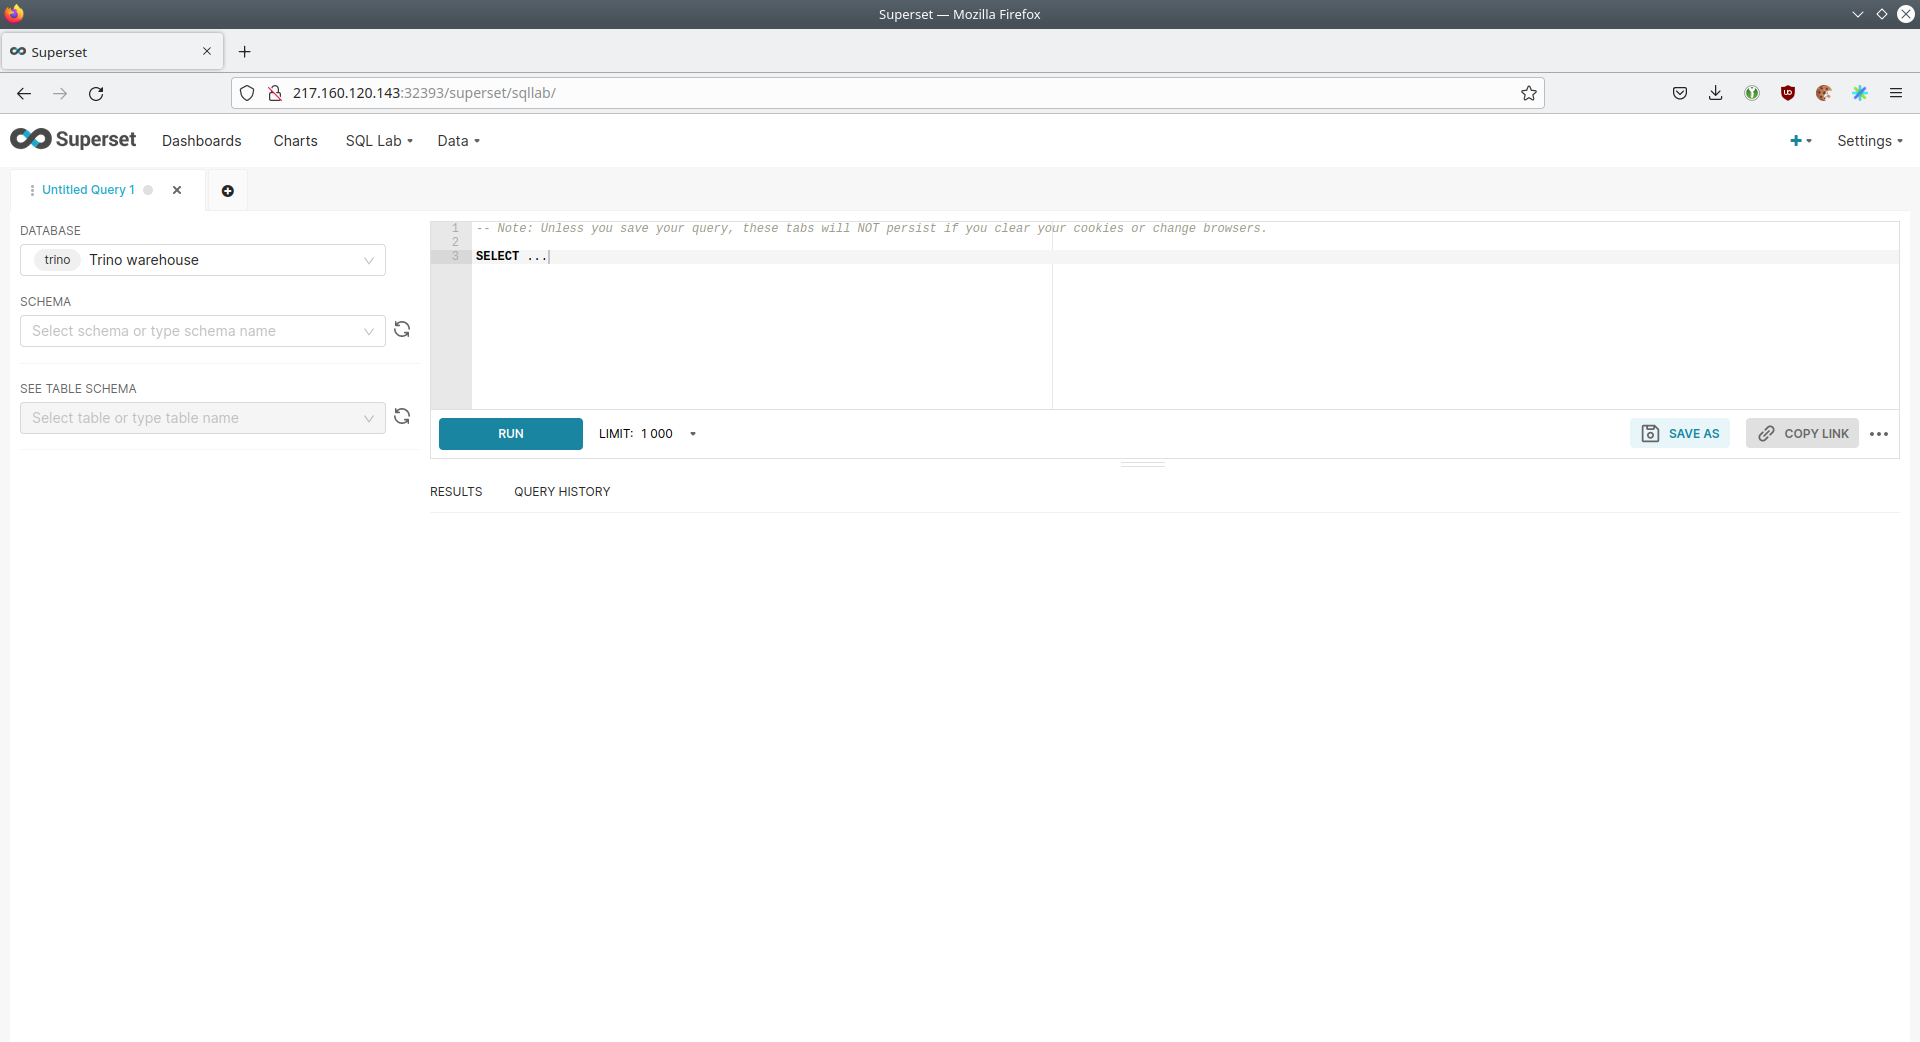 Superset — Mozilla Firefox
Superset
217.160.120.143:32393/superset/sqllab/
Superset Dashboards Charts SQL Lab Data Settings
Untitled Query 1
DATABASE
trino Trino warehouse
SCHEMA
Select schema or type schema name
SEE TABLE SCHEMA
Select table or type table name
1 -- Note: Unless you save your query, these tabs will NOT persist if you clear your cookies or change browsers.
2
3 SELECT ...
RUN LIMIT: 1 000 SAVE AS COPY LINK
RESULTS QUERY HISTORY